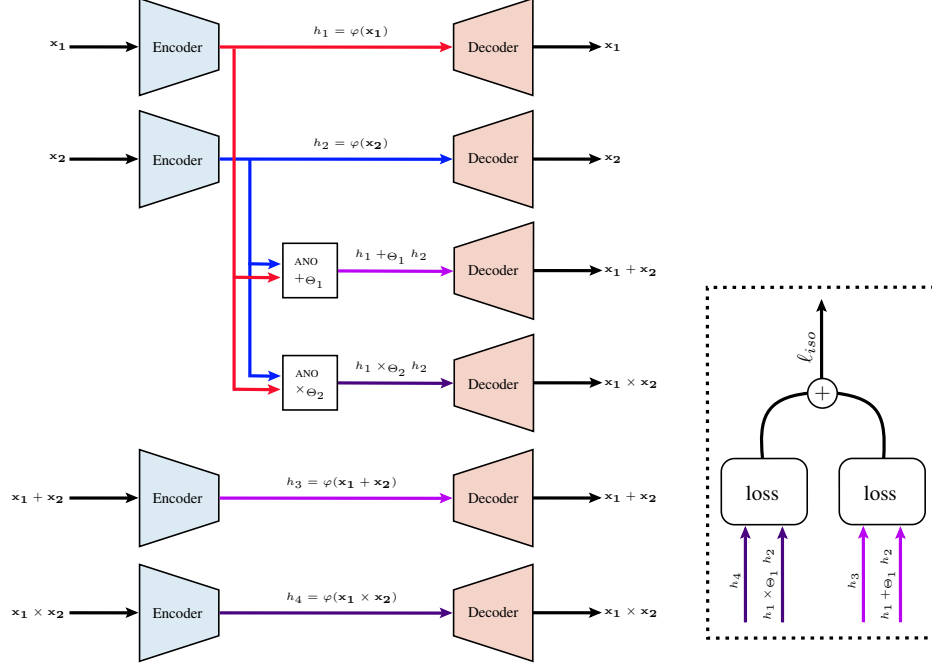 x₁ Encoder h₁ = φ(x₁) Decoder x₁
x₂ Encoder h₂ = φ(x₂) Decoder x₂
ANO
+Θ₁
h₁ +Θ₁ h₂ Decoder x₁ + x₂
ANO
×Θ₂
h₁ ×Θ₂ h₂ Decoder x₁ × x₂
x₁ + x₂ Encoder h₃ = φ(x₁ + x₂) Decoder x₁ + x₂
x₁ × x₂ Encoder h₄ = φ(x₁ × x₂) Decoder x₁ × x₂
ℓiso
+
loss loss
h₄ h₁ ×Θ₁ h₂ h₃ h₁ +Θ₁ h₂